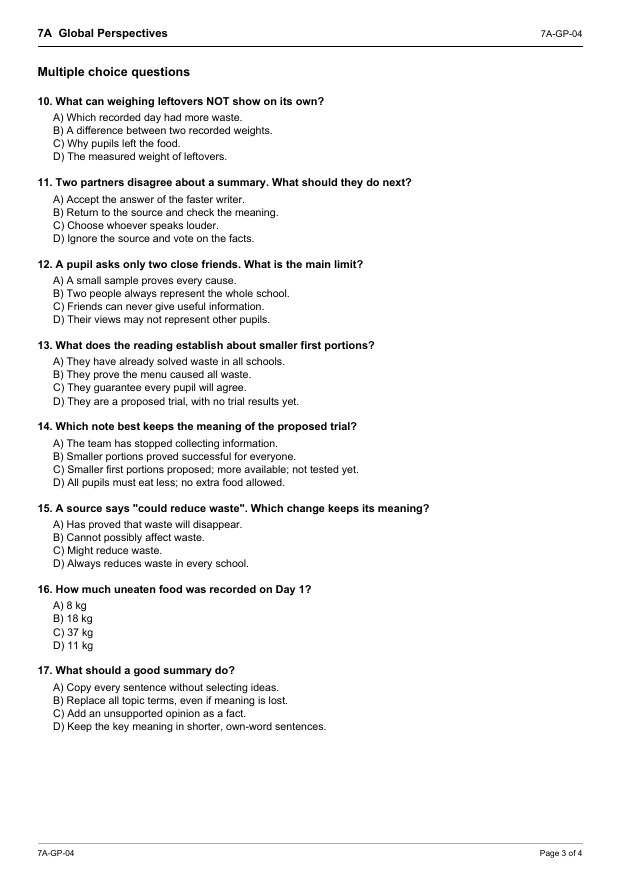 7A Global Perspectives
7A-GP-04
Multiple choice questions
10. What can weighing leftovers NOT show on its own?
A) Which recorded day had more waste.
B) A difference between two recorded weights.
C) Why pupils left the food.
D) The measured weight of leftovers.
11. Two partners disagree about a summary. What should they do next?
A) Accept the answer of the faster writer.
B) Return to the source and check the meaning.
C) Choose whoever speaks louder.
D) Ignore the source and vote on the facts.
12. A pupil asks only two close friends. What is the main limit?
A) A small sample proves every cause.
B) Two people always represent the whole school.
C) Friends can never give useful information.
D) Their views may not represent other pupils.
13. What does the reading establish about smaller first portions?
A) They have already solved waste in all schools.
B) They prove the menu caused all waste.
C) They guarantee every pupil will agree.
D) They are a proposed trial, with no trial results yet.
14. Which note best keeps the meaning of the proposed trial?
A) The team has stopped collecting information.
B) Smaller portions proved successful for everyone.
C) Smaller first portions proposed; more available; not tested yet.
D) All pupils must eat less; no extra food allowed.
15. A source says "could reduce waste". Which change keeps its meaning?
A) Has proved that waste will disappear.
B) Cannot possibly affect waste.
C) Might reduce waste.
D) Always reduces waste in every school.
16. How much uneaten food was recorded on Day 1?
A) 8 kg
B) 18 kg
C) 37 kg
D) 11 kg
17. What should a good summary do?
A) Copy every sentence without selecting ideas.
B) Replace all topic terms, even if meaning is lost.
C) Add an unsupported opinion as a fact.
D) Keep the key meaning in shorter, own-word sentences.
7A-GP-04
Page 3 of 4